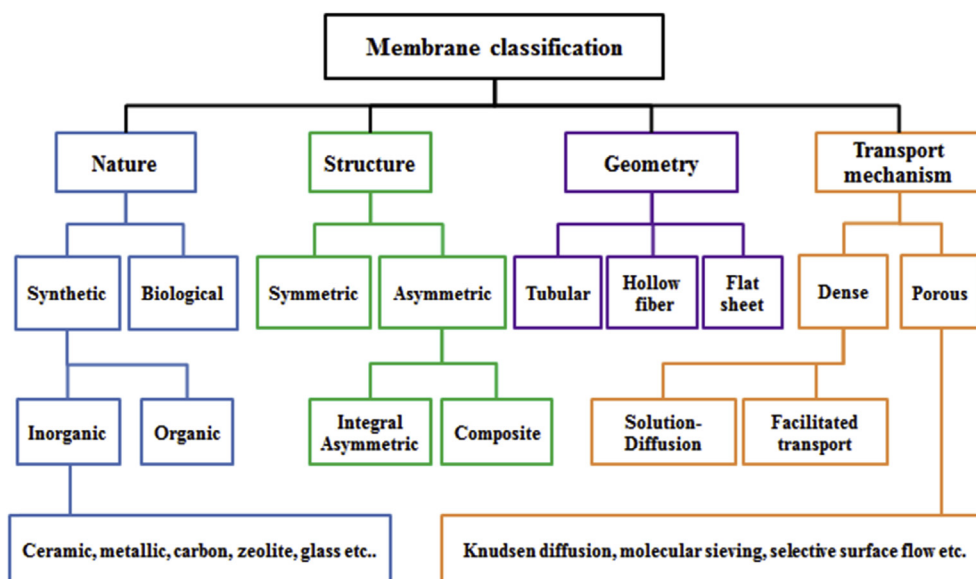 Membrane classification
Nature
Structure
Geometry
Transport
mechanism
Synthetic
Biological
Symmetric
Asymmetric
Tubular
Hollow
fiber
Flat
sheet
Dense
Porous
Inorganic
Organic
Integral
Asymmetric
Composite
Solution-
Diffusion
Facilitated
transport
Ceramic, metallic, carbon, zeolite, glass etc..
Knudsen diffusion, molecular sieving, selective surface flow etc.